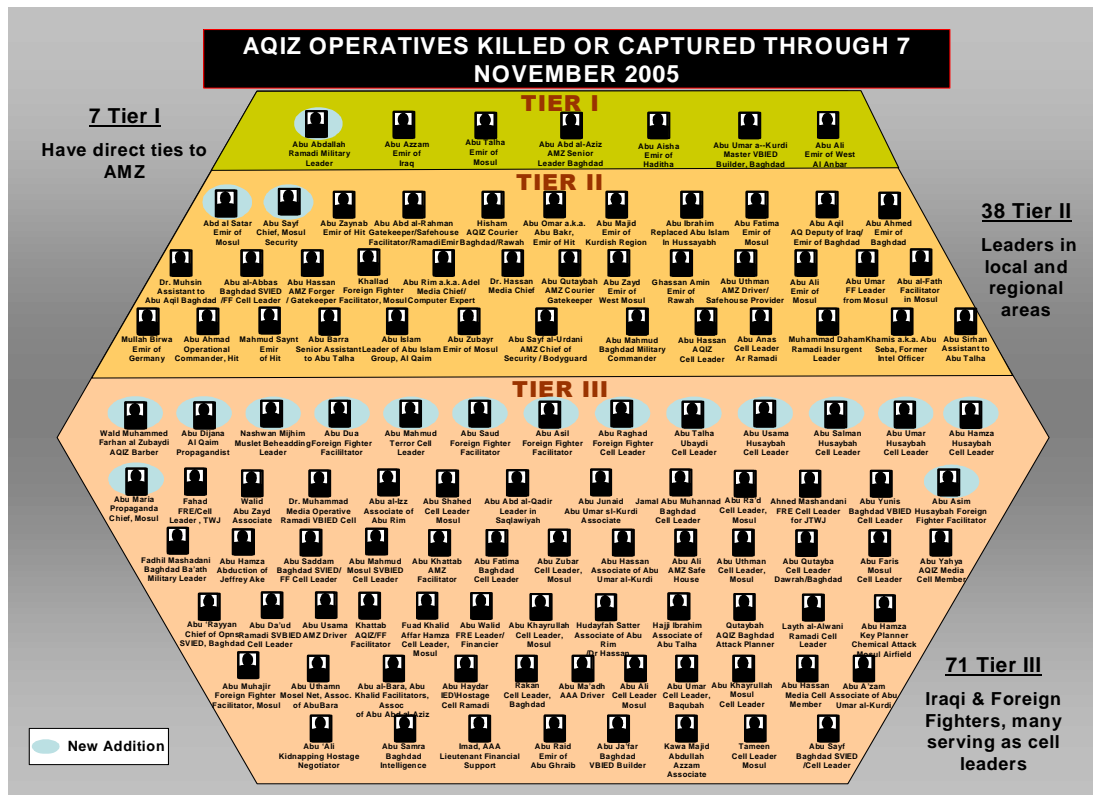 AQIZ OPERATIVES KILLED OR CAPTURED THROUGH 7
NOVEMBER 2005
7 Tier I
Have direct ties to
AMZ
TIER I
Abu Abdallah
Ramadi Military
Leader
Abu Azzam
Emir of
Iraq
Abu Talha
Emir of
Mosul
Abu Abd al-Aziz
AMZ Senior
Leader Baghdad
Abu Aisha
Emir of
Haditha
Abu Umar a--Kurdi
Master VBIED
Builder, Baghdad
Abu Ali
Emir of West
Al Anbar
TIER II
38 Tier II
Leaders in
local and
regional
areas
Abd al Satar
Emir of
Mosul
Abu Sayf
Chief, Mosul
Security
Abu Zaynab
Emir of Hit
Abu Abd al-Rahman
Gatekeeper/Safehouse
Facilitator/RamadiEmir
Hisham
AQIZ Courier
Baghdad/Rawah
Abu Omar a.k.a.
Abu Bakr,
Emir of Hit
Abu Majid
Emir of
Kurdish Region
Abu Ibrahim
Replaced Abu Islam
In Hussayabh
Abu Fatima
Emir of
Mosul
Abu Aqil
AQ Deputy of Iraq/
Emir of Baghdad
Abu Ahmed
Emir of
Baghdad
Dr. Muhsin
Assistant to
Abu Aqil Baghdad
Abu al-Abbas
Baghdad SVIED
/FF Cell Leader
Abu Hassan
AMZ Forger
/ Gatekeeper
Khallad
Foreign Fighter
Facilitator, Mosul
Abu Rim a.k.a. Adel
Media Chief/
Computer Expert
Dr. Hassan
Media Chief
Abu Qutaybah
AMZ Courier
Gatekeeper
Abu Zayd
Emir of
West Mosul
Ghassan Amin
Emir of
Rawah
Abu Uthman
AMZ Driver/
Safehouse Provider
Abu Ali
Emir of
Mosul
Abu Umar
FF Leader
from Mosul
Abu al-Fath
Facilitator
in Mosul
Mullah Birwa
Emir of
Germany
Abu Ahmad
Operational
Commander, Hit
Mahmud Saynt
Emir
of Hit
Abu Barra
Senior Assistant
to Abu Talha
Abu Islam
Leader of Abu Islam
Group, Al Qaim
Abu Zubayr
Emir of Mosul
Abu Sayf al-Urdani
AMZ Chief of
Security / Bodyguard
Abu Mahmud
Baghdad Military
Commander
Abu Hassan
AQIZ
Cell Leader
Abu Anas
Cell Leader
Ar Ramadi
Muhammad Daham
Ramadi Insurgent
Leader
Khamis a.k.a. Abu
Seba, Former
Intel Officer
Abu Sirhan
Assistant to
Abu Talha
TIER III
Wald Muhammed
Farhan al Zubaydi
AQIZ Barber
Abu Dijana
Al Qaim
Propagandist
Nashwan Mijhim
Muslet Beheadding
Leader
Abu Dua
Foreign Fighter
Facililtator
Abu Mahmud
Terror Cell
Leader
Abu Saud
Foreign Fighter
Facilitator
Abu Asil
Foreign Fighter
Facilitator
Abu Raghad
Foreign Fighter
Cell Leader
Abu Talha
Ubaydi
Cell Leader
Abu Usama
Husaybah
Cell Leader
Abu Salman
Husaybah
Cell Leader
Abu Umar
Husaybah
Cell Leader
Abu Hamza
Husaybah
Cell Leader
Abu Maria
Propaganda
Chief, Mosul
Fahad
FRE/Cell
Leader , TWJ
Walid
Abu Zayd
Associate
Dr. Muhammad
Media Operative
Ramadi VBIED Cell
Abu al-Izz
Associate of
Abu Rim
Abu Shahed
Cell Leader
Mosul
Abu Abd al-Qadir
Leader in
Saqlawiyah
Abu Junaid
Abu Umar sl-Kurdi
Associate
Jamal Abu Muhannad
Baghdad
Cell Leader
Abu Ra'd
Cell Leader,
Mosul
Ahned Mashandani
FRE Cell Leader
for JTWJ
Abu Yunis
Baghdad VBIED
Cell Leader
Abu Asim
Husaybah Foreign
Fighter Facilitator
Fadhil Mashadani
Baghdad Ba'ath
Military Leader
Abu Hamza
Abduction of
Jeffrey Ake
Abu Saddam
Baghdad SVIED/
FF Cell Leader
Abu Mahmud
Mosul SVBIED
Cell Leader
Abu Khattab
AMZ
Facilitator
Abu Fatima
Baghdad
Cell Leader
Abu Zubar
Cell Leader,
Mosul
Abu Hassan
Associate of Abu
Umar al-Kurdi
Abu Ali
AMZ Safe
House
Abu Uthman
Cell Leader,
Mosul
Abu Qutayba
Cell Leader
Dawrah/Baghdad
Abu Faris
Mosul
Cell Leader
Abu Yahya
AQIZ Media
Cell Member
Abu 'Rayyan
Chief of Opns
SVIED, Baghdad
Abu Da'ud
Ramadi SVBIED
Cell Leader
Abu Usama
AMZ Driver
Khattab
AQIZ/FF
Facilitator
Fuad Khalid
Affar Hamza
Cell Leader,
Mosul
Abu Walid
FRE Leader/
Financier
Abu Khayrullah
Cell Leader,
Mosul
Hudayfah Satter
Associate of Abu
Rim
/Dr Hassan
Hajji Ibrahim
Associate of
Abu Talha
Qutaybah
AQIZ Baghdad
Attack Planner
Layth al-Alwani
Ramadi Cell
Leader
Abu Hamza
Key Planner
Chemical Attack
Mosul Airfield
71 Tier III
Iraqi & Foreign
Fighters, many
serving as cell
leaders
Abu Muhajir
Foreign Fighter
Facilitator, Mosul
Abu Uthamn
Mosel Net, Assoc.
of AbuBara
Abu al-Bara, Abu
Khalid Facilitators,
Assoc
of Abu Abd al-Aziz
Abu Haydar
IED\Hostage
Cell Ramadi
Rakan
Cell Leader,
Baghdad
Abu Ma'adh
AAA Driver
Abu Ali
Cell Leader
Mosul
Abu Umar
Cell Leader,
Baqubah
Abu Khayrullah
Mosul
Cell Leader
Abu Hassan
Media Cell
Member
Abu A'zam
Associate of Abu
Umar al-Kurdi
Abu 'Ali
Kidnapping Hostage
Negotiator
Abu Samra
Baghdad
Intelligence
Imad, AAA
Lieutenant Financial
Support
Abu Raid
Emir of
Abu Ghraib
Abu Ja'far
Baghdad
VBIED Builder
Kawa Majid
Abdullah
Azzam
Associate
Tameen
Cell Leader
Mosul
Abu Sayf
Baghdad SVIED
/Cell Leader
New Addition